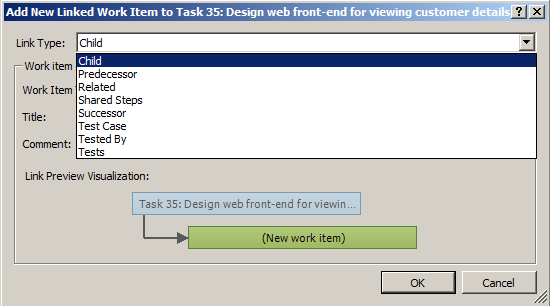 Add New Linked Work Item to Task 35: Design web front-end for viewing customer details
Link Type: Child
Child
Predecessor
Related
Shared Steps
Successor
Test Case
Tested By
Tests
Work item
Work Item
Title:
Comment:
Link Preview Visualization:
Task 35: Design web front-end for viewin...
(New work item)
OK Cancel